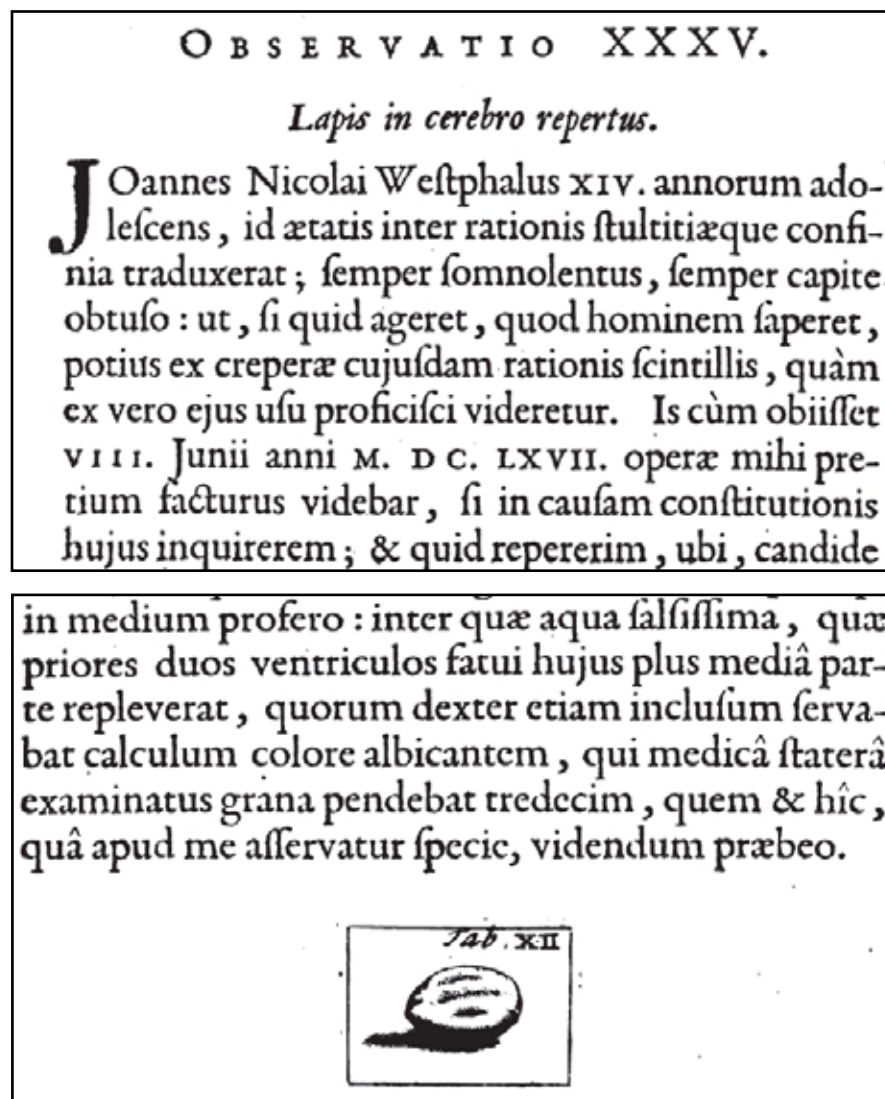 OBSERVATIO XXXV.
Lapis in cerebro repertus.
JOannes Nicolai Weſtphalus XIV. annorum ado-
leſcens, id ætatis inter rationis ſtultitiæque confi-
nia traduxerat; ſemper ſomnolentus, ſemper capite
obtuſo: ut, ſi quid ageret, quod hominem ſaperet,
potius ex creperæ cujuſdam rationis ſcintillis, quàm
ex vero ejus uſu proficiſci videretur. Is cùm obiiſſet
VIII. Junii anni M. DC. LXVII. operæ mihi pre-
tium facturus videbar, ſi in cauſam conſtitutionis
hujus inquirerem; & quid repererim, ubi, candide
in medium profero: inter quæ aqua ſalſiſſima, quæ
priores duos ventriculos fatui hujus plus mediâ par-
te repleverat, quorum dexter etiam incluſum ſerva-
bat calculum colore albicantem, qui medicâ ſtaterâ
examinatus grana pendebat tredecim, quem & hîc,
quâ apud me aſſervatur ſpecie, videndum præbeo.
Tab. XII